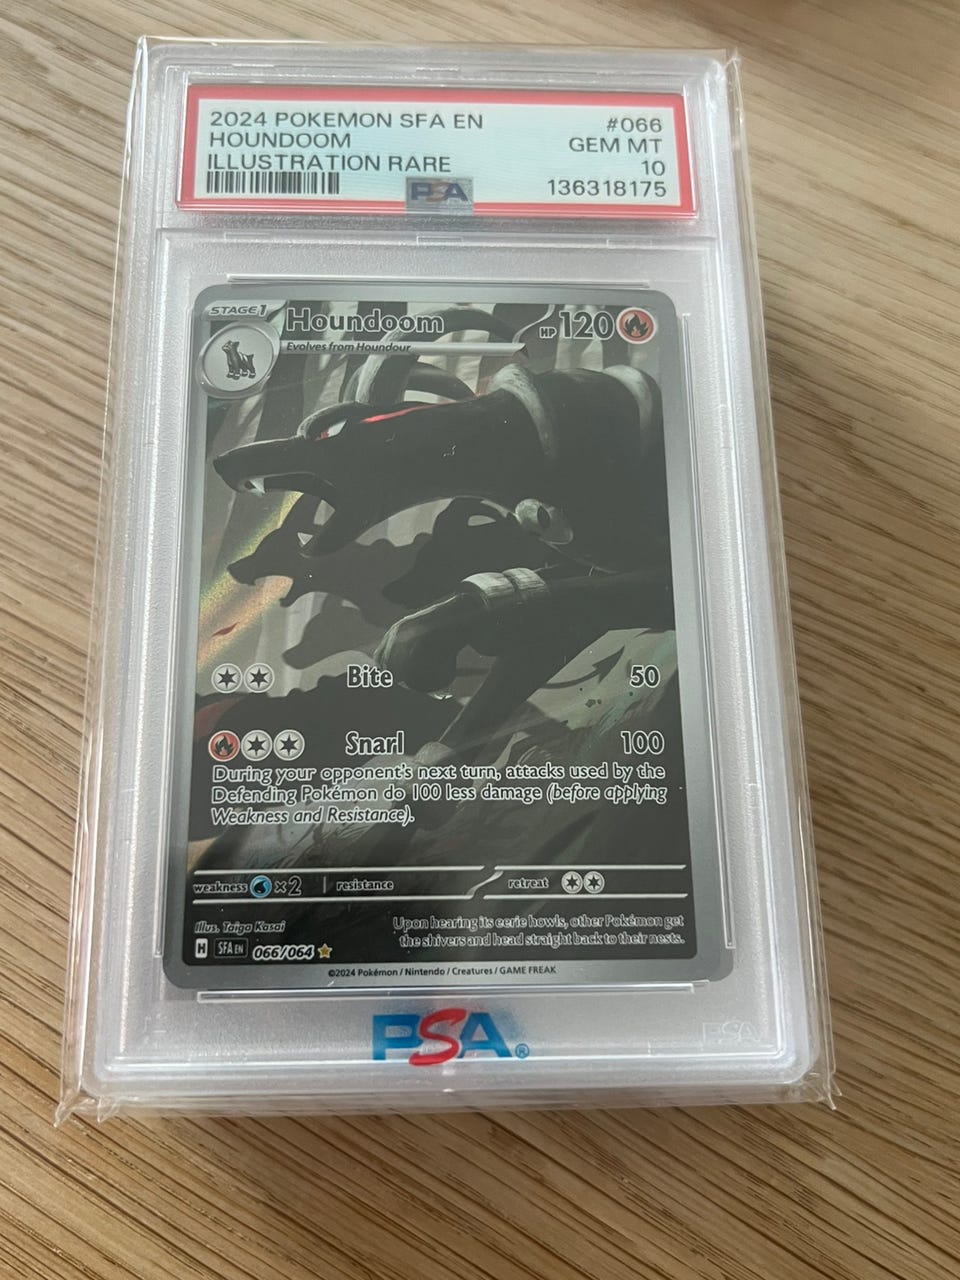 2024 POKEMON SFA EN #066
HOUNDOOM GEM MT
ILLUSTRATION RARE 10
PSA 136318175
STAGE 1 Houndoom HP 120
Evolves from Houndour
Bite 50
Snarl 100
During your opponent's next turn, attacks used by the
Defending Pokémon do 100 less damage (before applying
Weakness and Resistance).
weakness ×2 resistance retreat
Illus. Taiga Kasai
Upon hearing its eerie howls, other Pokémon get
the shivers and head straight back to their nests.
H SFA EN 066/064
©2024 Pokémon / Nintendo / Creatures / GAME FREAK
PSA®
PSA